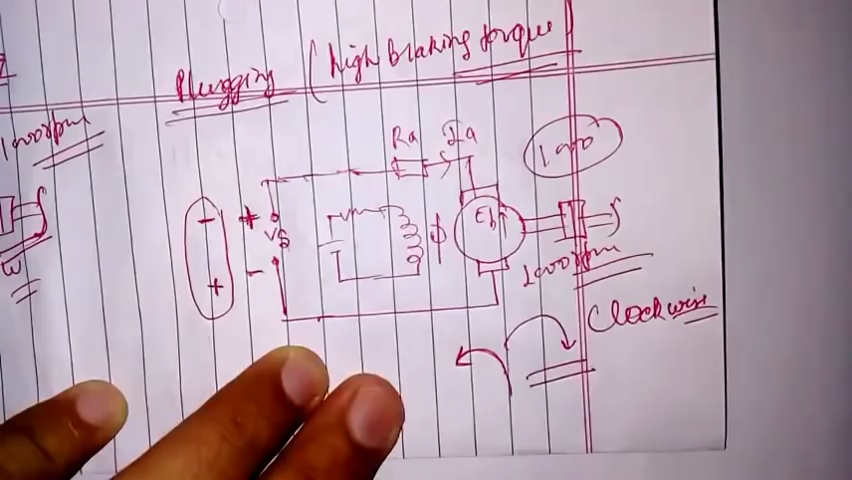 Plugging (high braking torque
1000rpm
Ra Ia
1000
+ Vs -
- +
Eb
ϕ
1000rpm
ω
Clockwise